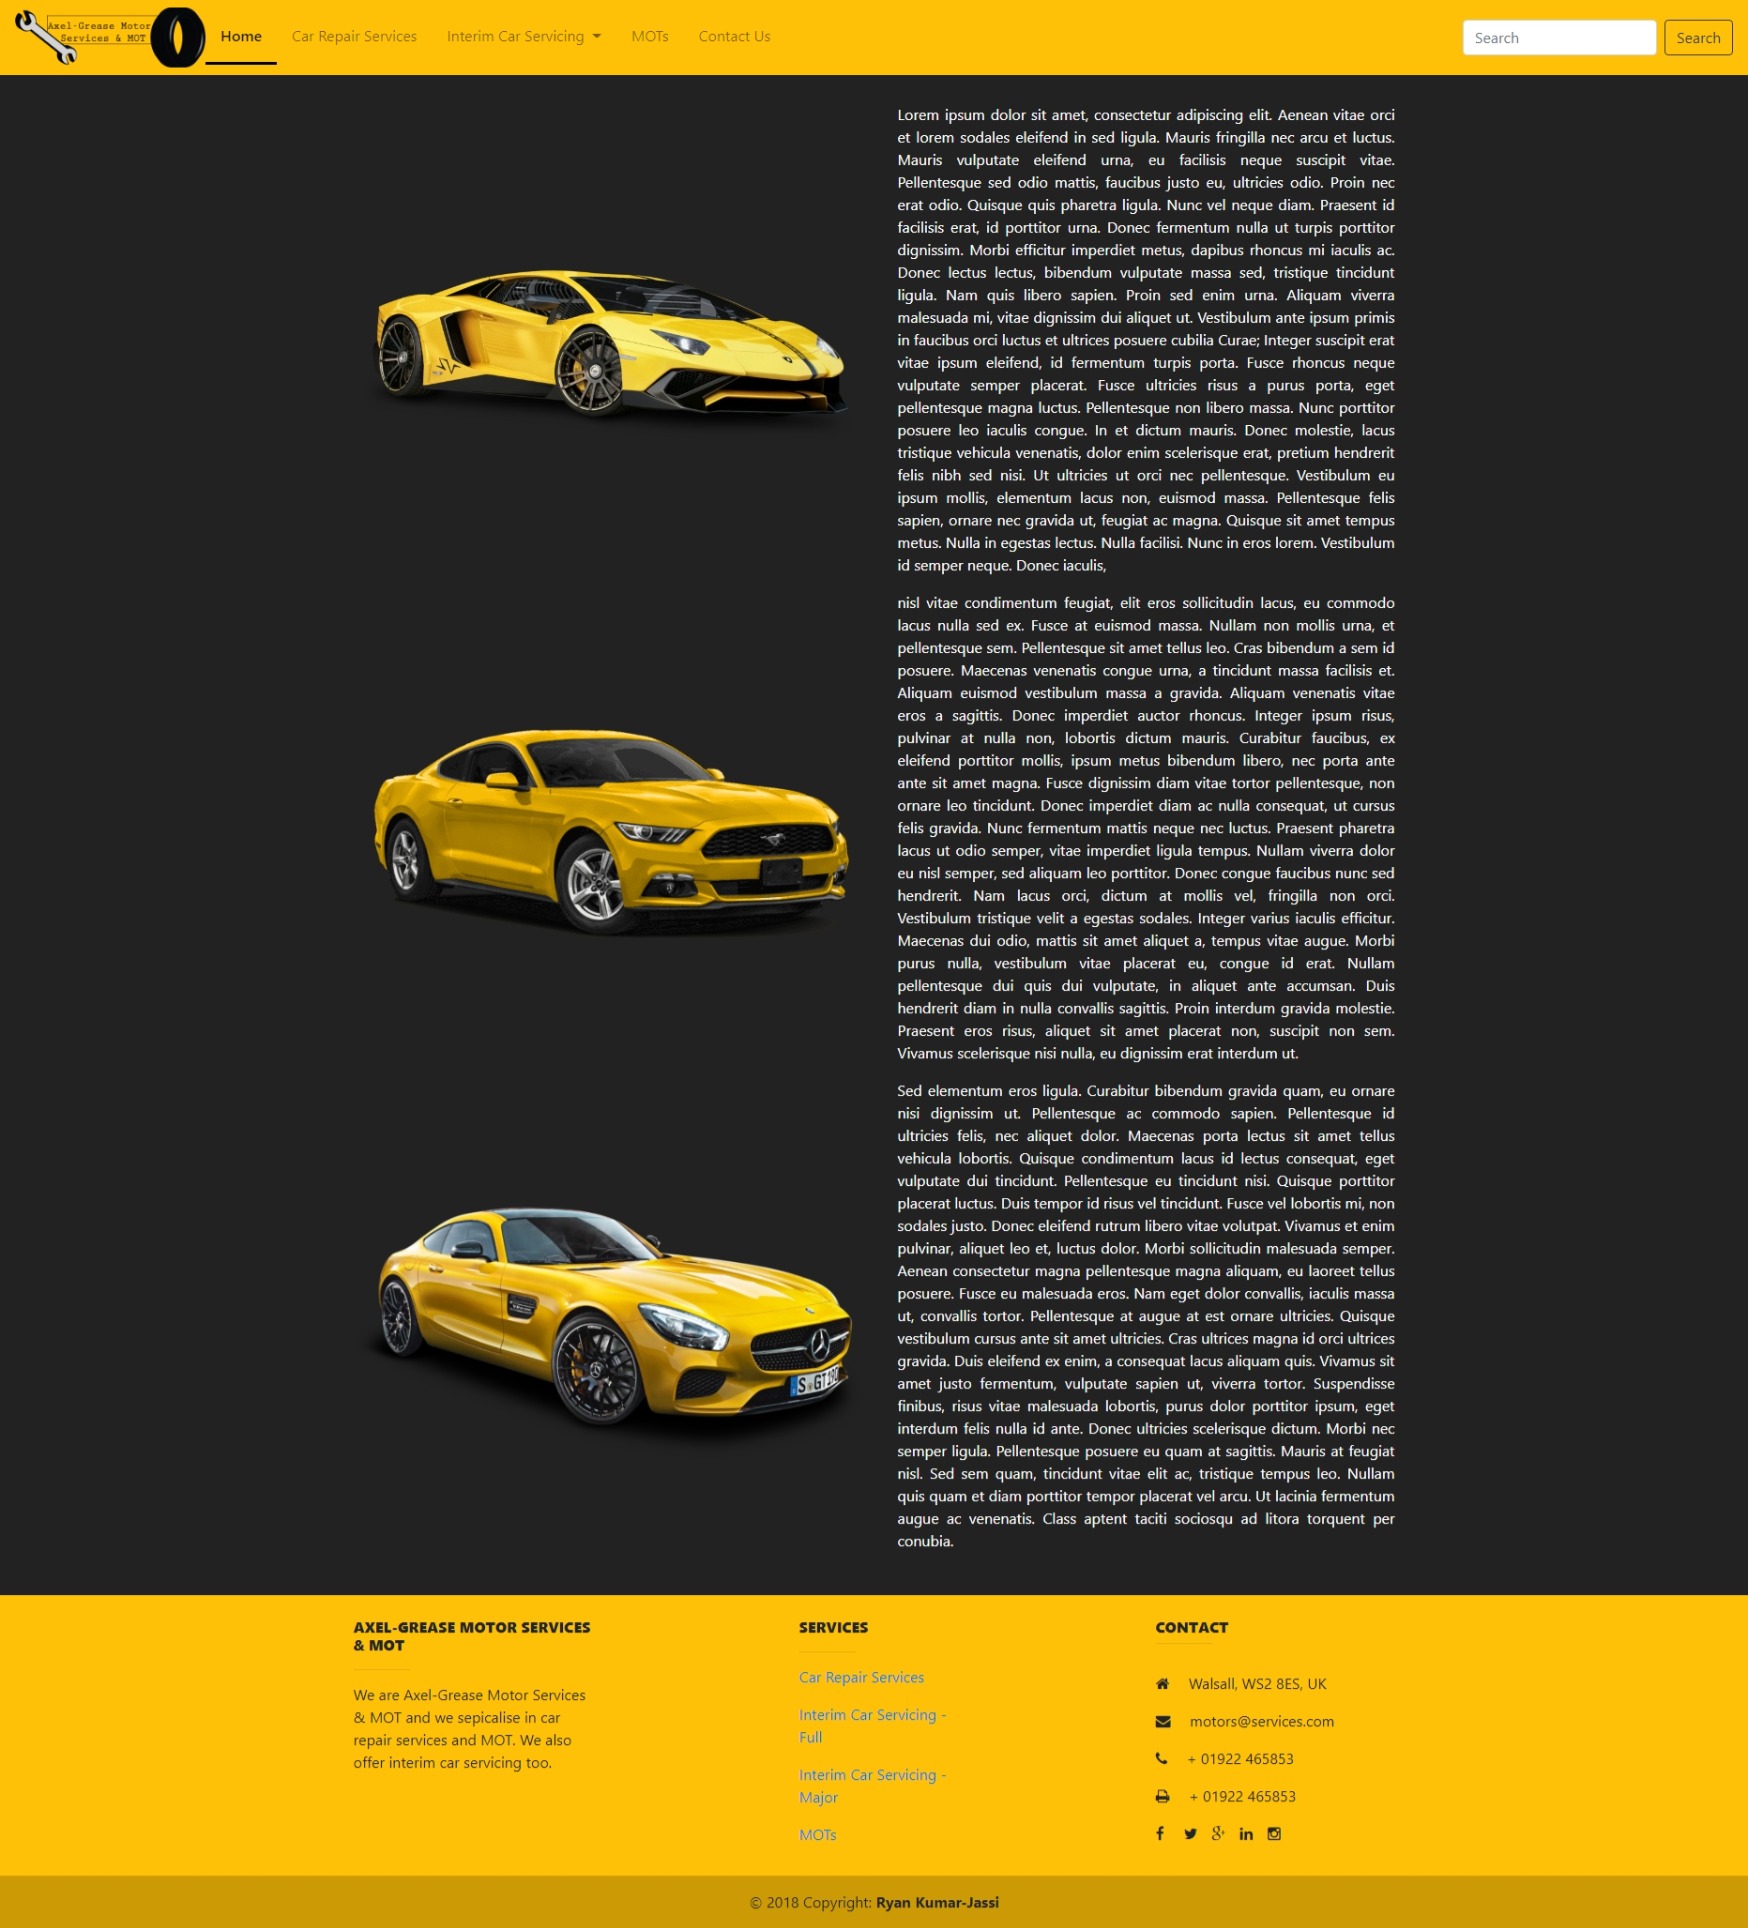 Axel-Grease Motor
Services & MOT
Home
Car Repair Services
Interim Car Servicing
MOTs
Contact Us
Search
Search
Lorem ipsum dolor sit amet, consectetur adipiscing elit. Aenean vitae orci
et lorem sodales eleifend in sed ligula. Mauris fringilla nec arcu et luctus.
Mauris vulputate eleifend urna, eu facilisis neque suscipit vitae.
Pellentesque sed odio mattis, faucibus justo eu, ultricies odio. Proin nec
erat odio. Quisque quis pharetra ligula. Nunc vel neque diam. Praesent id
facilisis erat, id porttitor urna. Donec fermentum nulla ut turpis porttitor
dignissim. Morbi efficitur imperdiet metus, dapibus rhoncus mi iaculis ac.
Donec lectus lectus, bibendum vulputate massa sed, tristique tincidunt
ligula. Nam quis libero sapien. Proin sed enim urna. Aliquam viverra
malesuada mi, vitae dignissim dui aliquet ut. Vestibulum ante ipsum primis
in faucibus orci luctus et ultrices posuere cubilia Curae; Integer suscipit erat
vitae ipsum eleifend, id fermentum turpis porta. Fusce rhoncus neque
vulputate semper placerat. Fusce ultricies risus a purus porta, eget
pellentesque magna luctus. Pellentesque non libero massa. Nunc porttitor
posuere leo iaculis congue. In et dictum mauris. Donec molestie, lacus
tristique vehicula venenatis, dolor enim scelerisque erat, pretium hendrerit
felis nibh sed nisi. Ut ultricies ut orci nec pellentesque. Vestibulum eu
ipsum mollis, elementum lacus non, euismod massa. Pellentesque felis
sapien, ornare nec gravida ut, feugiat ac magna. Quisque sit amet tempus
metus. Nulla in egestas lectus. Nulla facilisi. Nunc in eros lorem. Vestibulum
id semper neque. Donec iaculis,
nisl vitae condimentum feugiat, elit eros sollicitudin lacus, eu commodo
lacus nulla sed ex. Fusce at euismod massa. Nullam non mollis urna, et
pellentesque sem. Pellentesque sit amet tellus leo. Cras bibendum a sem id
posuere. Maecenas venenatis congue urna, a tincidunt massa facilisis et.
Aliquam euismod vestibulum massa a gravida. Aliquam venenatis vitae
eros a sagittis. Donec imperdiet auctor rhoncus. Integer ipsum risus,
pulvinar at nulla non, lobortis dictum mauris. Curabitur faucibus, ex
eleifend porttitor mollis, ipsum metus bibendum libero, nec porta ante
ante sit amet magna. Fusce dignissim diam vitae tortor pellentesque, non
ornare leo tincidunt. Donec imperdiet diam ac nulla consequat, ut cursus
felis gravida. Nunc fermentum mattis neque nec luctus. Praesent pharetra
lacus ut odio semper, vitae imperdiet ligula tempus. Nullam viverra dolor
eu nisl semper, sed aliquam leo porttitor. Donec congue faucibus nunc sed
hendrerit. Nam lacus orci, dictum at mollis vel, fringilla non orci.
Vestibulum tristique velit a egestas sodales. Integer varius iaculis efficitur.
Maecenas dui odio, mattis sit amet aliquet a, tempus vitae augue. Morbi
purus nulla, vestibulum vitae placerat eu, congue id erat. Nullam
pellentesque dui quis dui vulputate, in aliquet ante accumsan. Duis
hendrerit diam in nulla convallis sagittis. Proin interdum gravida molestie.
Praesent eros risus, aliquet sit amet placerat non, suscipit non sem.
Vivamus scelerisque nisi nulla, eu dignissim erat interdum ut.
Sed elementum eros ligula. Curabitur bibendum gravida quam, eu ornare
nisi dignissim ut. Pellentesque ac commodo sapien. Pellentesque id
ultricies felis, nec aliquet dolor. Maecenas porta lectus sit amet tellus
vehicula lobortis. Quisque condimentum lacus id lectus consequat, eget
vulputate dui tincidunt. Pellentesque eu tincidunt nisi. Quisque porttitor
placerat luctus. Duis tempor id risus vel tincidunt. Fusce vel lobortis mi, non
sodales justo. Donec eleifend rutrum libero vitae volutpat. Vivamus et enim
pulvinar, aliquet leo et, luctus dolor. Morbi sollicitudin malesuada semper.
Aenean consectetur magna pellentesque magna aliquam, eu laoreet tellus
posuere. Fusce eu malesuada eros. Nam eget dolor convallis, iaculis massa
ut, convallis tortor. Pellentesque at augue at est ornare ultricies. Quisque
vestibulum cursus ante sit amet ultricies. Cras ultrices magna id orci ultrices
gravida. Duis eleifend ex enim, a consequat lacus aliquam quis. Vivamus sit
amet justo fermentum, vulputate sapien ut, viverra tortor. Suspendisse
finibus, risus vitae malesuada lobortis, purus dolor porttitor ipsum, eget
interdum felis nulla id ante. Donec ultricies scelerisque dictum. Morbi nec
semper ligula. Pellentesque posuere eu quam at sagittis. Mauris at feugiat
nisl. Sed sem quam, tincidunt vitae elit ac, tristique tempus leo. Nullam
quis quam et diam porttitor tempor placerat vel arcu. Ut lacinia fermentum
augue ac venenatis. Class aptent taciti sociosqu ad litora torquent per
conubia.
AXEL-GREASE MOTOR SERVICES
& MOT
We are Axel-Grease Motor Services
& MOT and we sepicalise in car
repair services and MOT. We also
offer interim car servicing too.
SERVICES
Car Repair Services
Interim Car Servicing -
Full
Interim Car Servicing -
Major
MOTs
CONTACT
Walsall, WS2 8ES, UK
motors@services.com
+ 01922 465853
+ 01922 465853
© 2018 Copyright: Ryan Kumar-Jassi